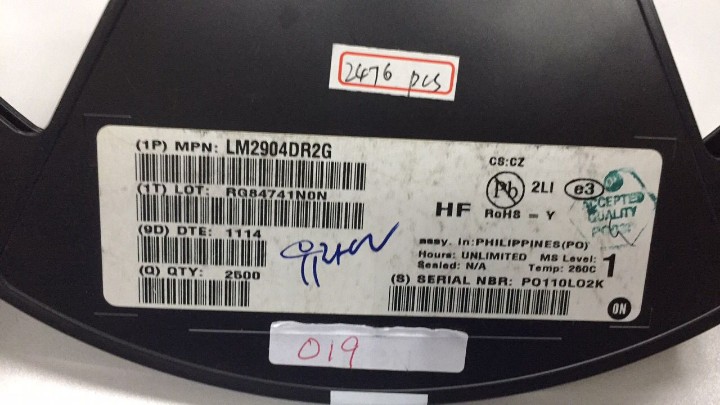 2476 pcs
(1P) MPN: LM2904DR2G
(1T) LOT: RG84741N0N
(9D) DTE: 1114
(Q) QTY: 2500
CS:CZ
Pb 2LI e3
HF RoHS - Y
ACCEPTED
QUALITY
assy. In:PHILIPPINES(PO)
Hours: UNLIMITED MS Level: 1
Sealed: N/A Temp: 260C
(S) SERIAL NBR: PO110LO2K
ON
019